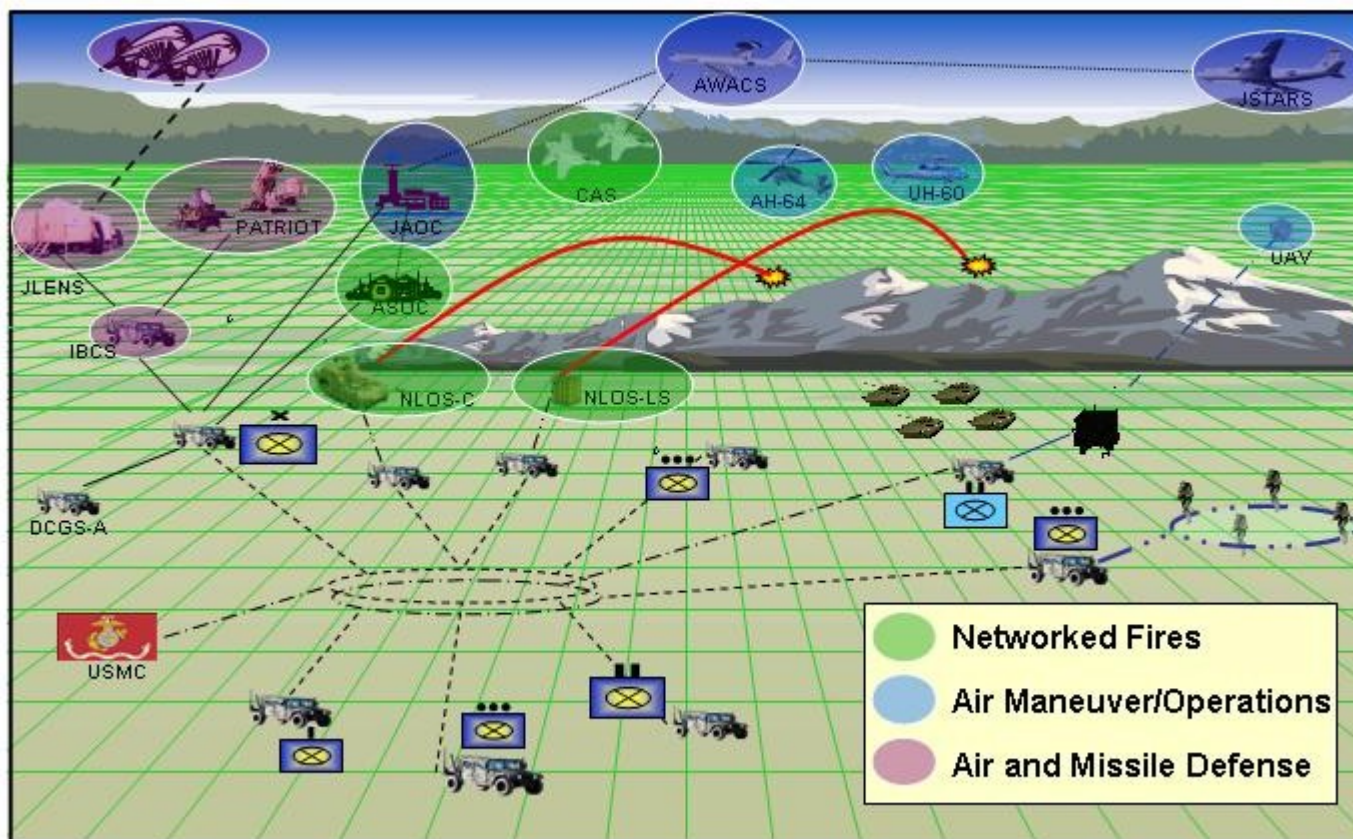 AWACS
JSTARS
CAS
AH-64
UH-60
PATRIOT
JAOC
UAV
JLENS
ASOC
IBCS
NLOS-C
NLOS-LS
DCGS-A
USMC
Networked Fires
Air Maneuver/Operations
Air and Missile Defense